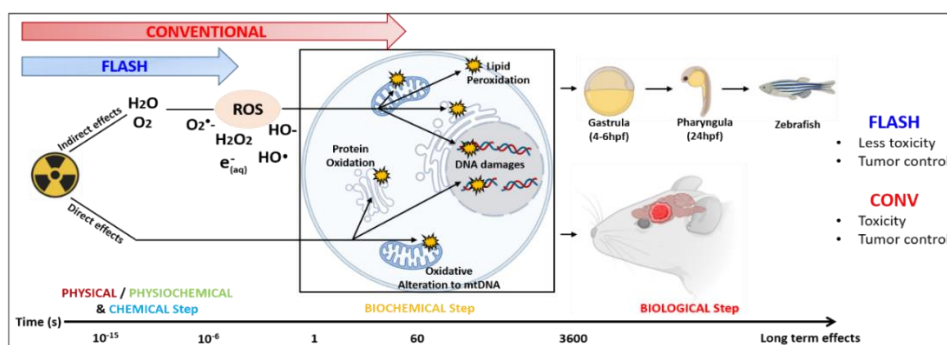 CONVENTIONAL
FLASH
Indirect effects
H₂O
O₂
ROS
O₂•-
H₂O₂
HO-
e-(aq)
HO•
Direct effects
Lipid
Peroxidation
Protein
Oxidation
DNA damages
Oxidative
Alteration to mtDNA
Gastrula
(4-6hpf)
Pharyngula
(24hpf)
Zebrafish
FLASH
• Less toxicity
• Tumor control
CONV
• Toxicity
• Tumor control
PHYSICAL / PHYSIOCHEMICAL
& CHEMICAL Step
BIOCHEMICAL Step
BIOLOGICAL Step
Time (s)
10⁻¹⁵ 10⁻⁶ 1 60 3600 Long term effects